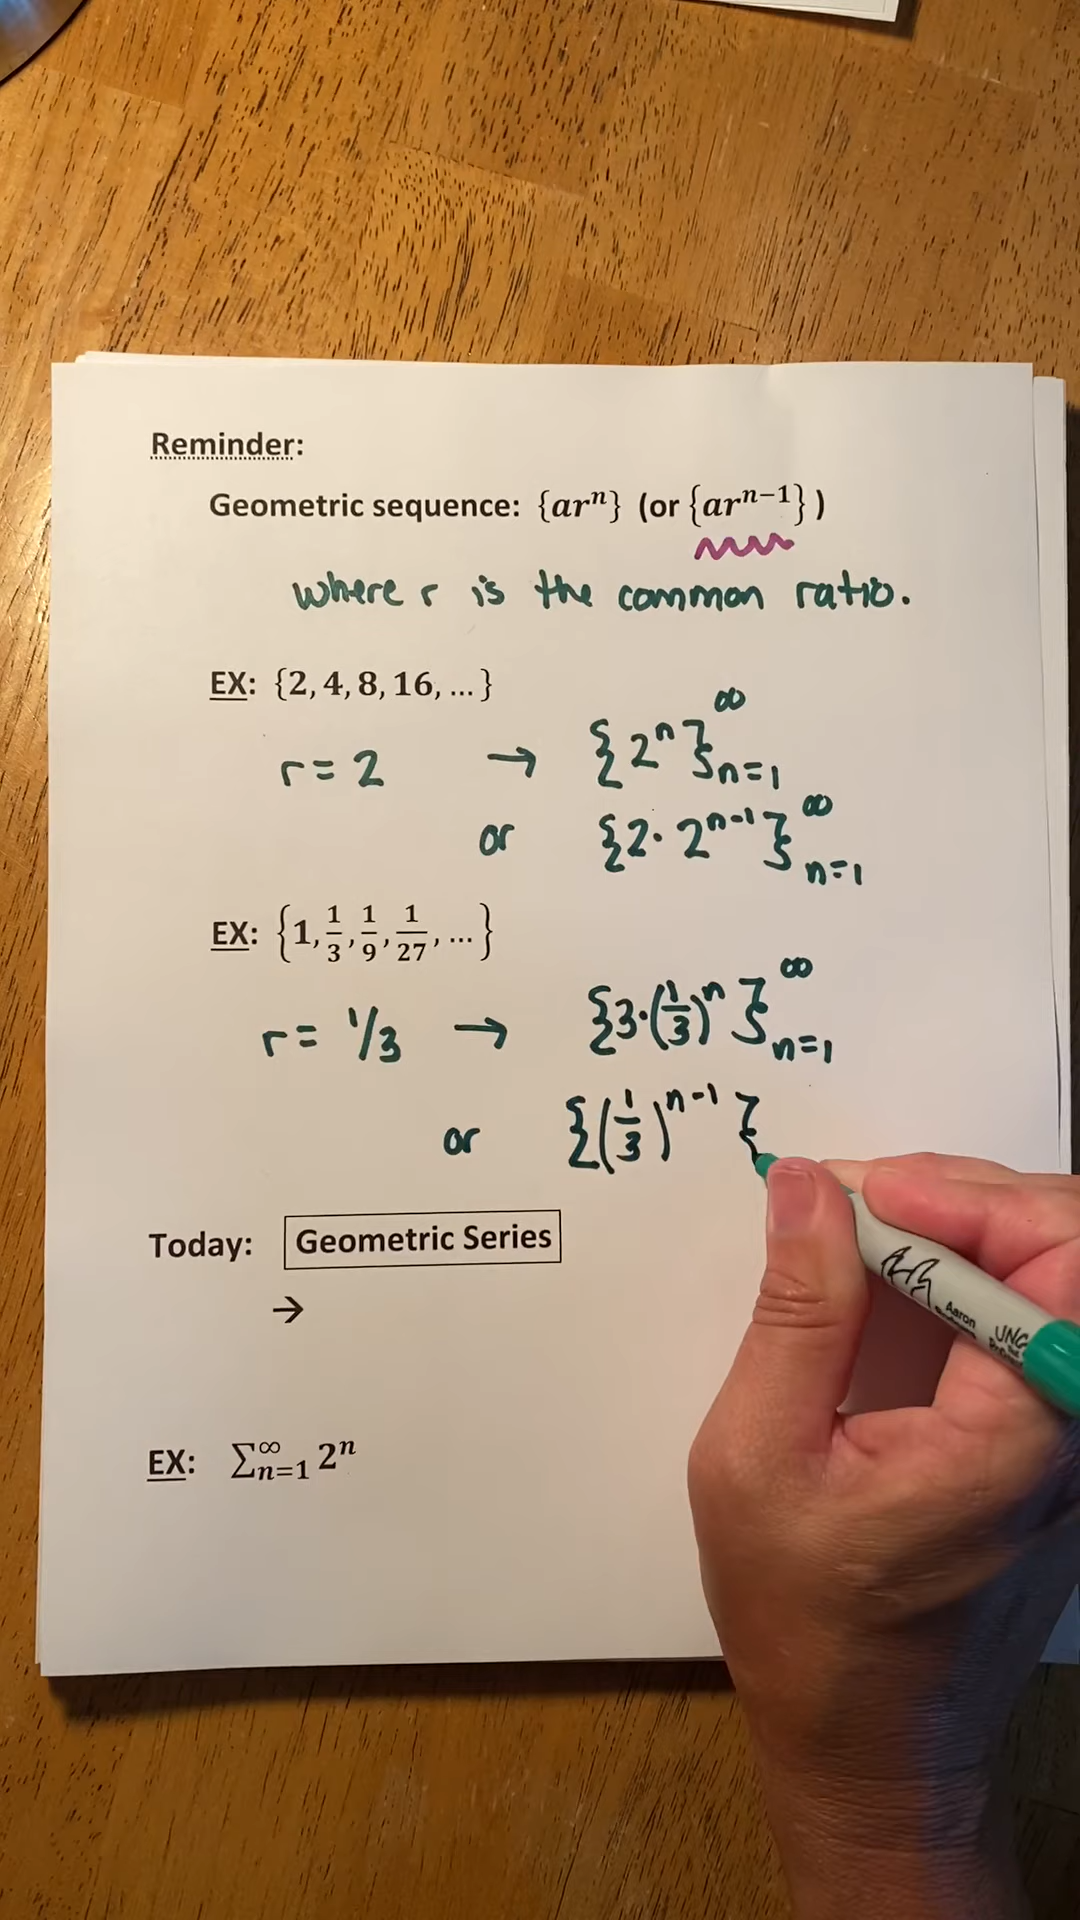 Reminder:
Geometric sequence: {arⁿ} (or {arⁿ⁻¹})
where r is the common ratio.
EX: {2, 4, 8, 16, ...}
r = 2 → {2ⁿ}ₙ₌₁^∞
or {2 · 2ⁿ⁻¹}ₙ₌₁^∞
EX: {1, 1/3, 1/9, 1/27, ...}
r = 1/3 → {3·(1/3)ⁿ}ₙ₌₁^∞
or {(1/3)ⁿ⁻¹}
Today: Geometric Series
→
EX: ∑ₙ₌₁^∞ 2ⁿ
Aaron
UNC